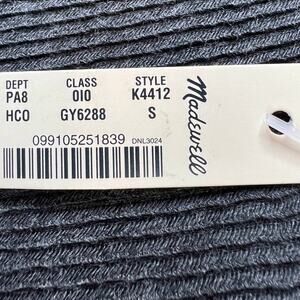 DEPT CLASS STYLE
PA8 010 K4412
HCO GY6288 S
099105251839 DNL3024
Madewell